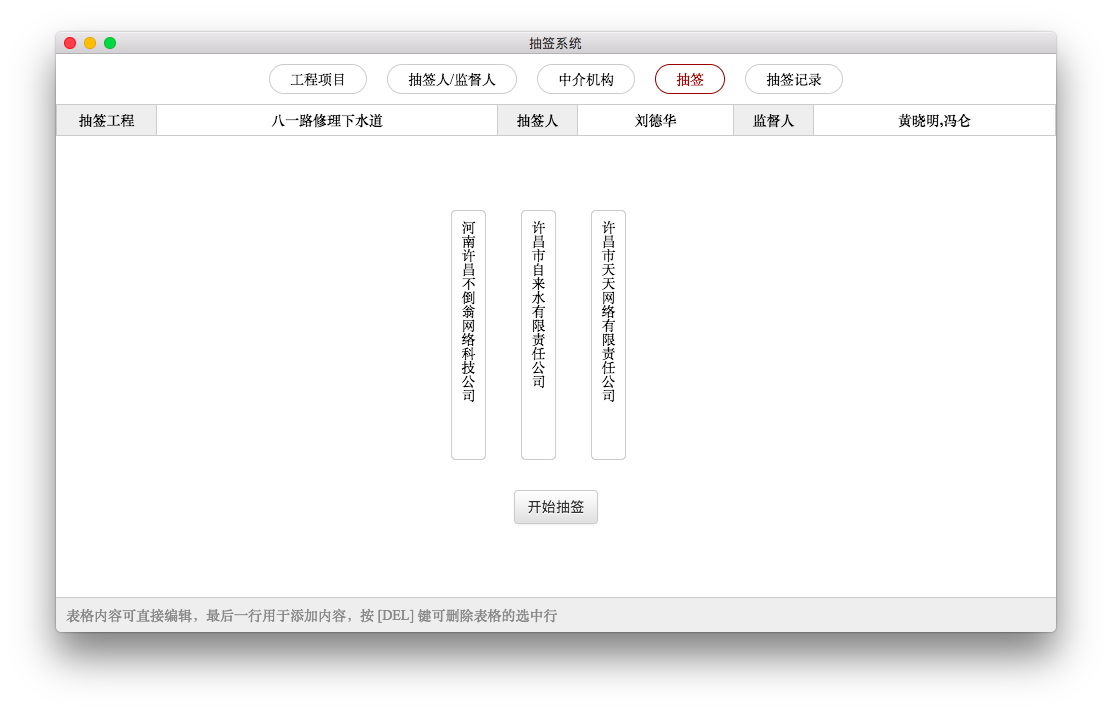 抽签系统
工程项目
抽签人/监督人
中介机构
抽签
抽签记录
抽签工程
八一路修理下水道
抽签人
刘德华
监督人
黄晓明,冯仑
河南许昌不倒翁网络科技公司
许昌市自来水有限责任公司
许昌市天天网络有限责任公司
开始抽签
表格内容可直接编辑，最后一行用于添加内容，按 [DEL] 键可删除表格的选中行